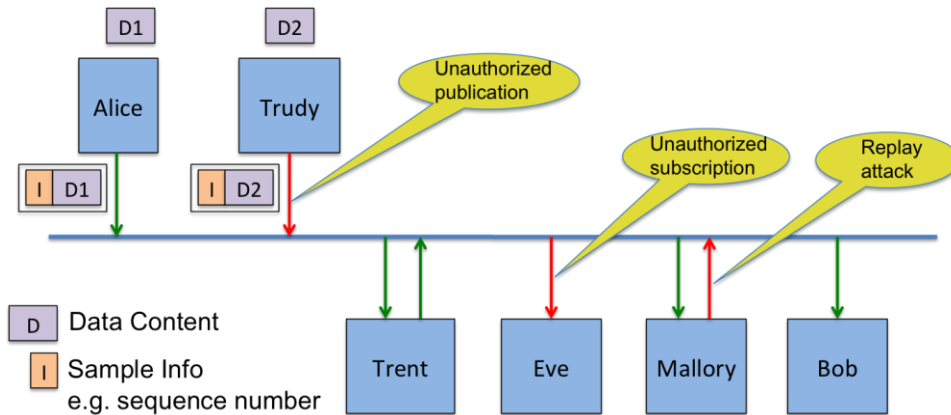 D1
D2
Alice
Trudy
Unauthorized
publication
Unauthorized
subscription
Replay
attack
I D1
I D2
D Data Content
I Sample Info
e.g. sequence number
Trent
Eve
Mallory
Bob